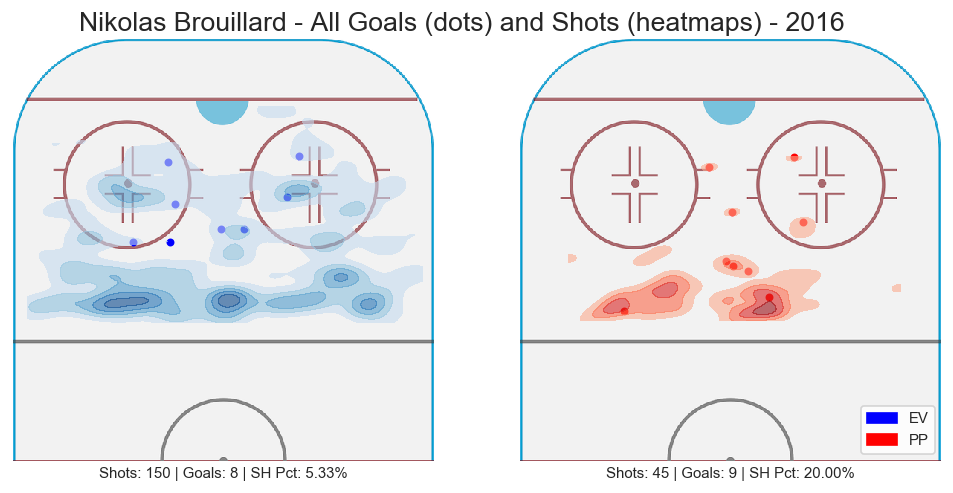 Nikolas Brouillard - All Goals (dots) and Shots (heatmaps) - 2016
EV
PP
Shots: 150 | Goals: 8 | SH Pct: 5.33%
Shots: 45 | Goals: 9 | SH Pct: 20.00%